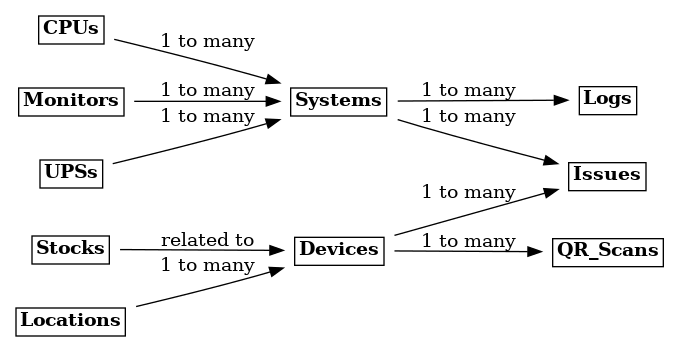 CPUs
1 to many
Monitors
1 to many
Systems
1 to many
Logs
1 to many
1 to many
UPSs
Issues
1 to many
Stocks
related to
Devices
1 to many
QR_Scans
1 to many
Locations